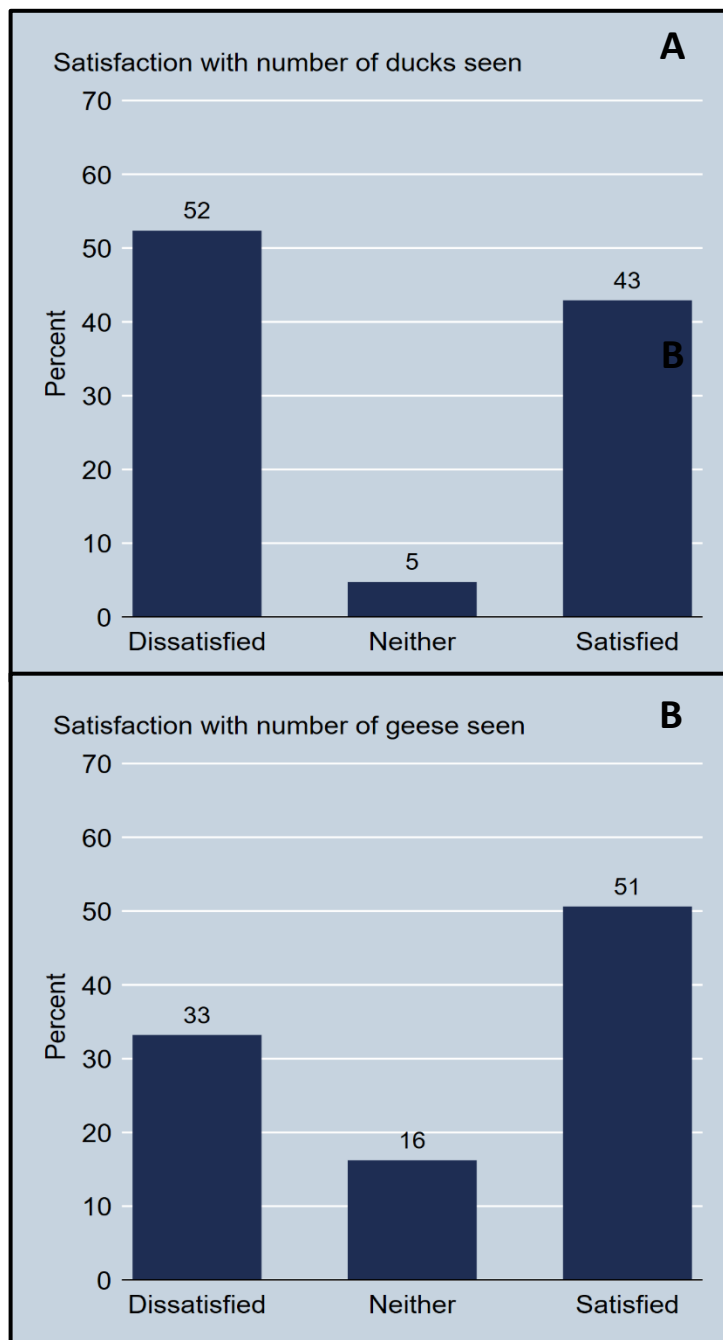 A
Satisfaction with number of ducks seen
70
60
52
50
43
40
B
Percent
30
20
10
5
0
Dissatisfied Neither Satisfied
B
Satisfaction with number of geese seen
70
60
51
50
40
Percent
33
30
20
16
10
0
Dissatisfied Neither Satisfied